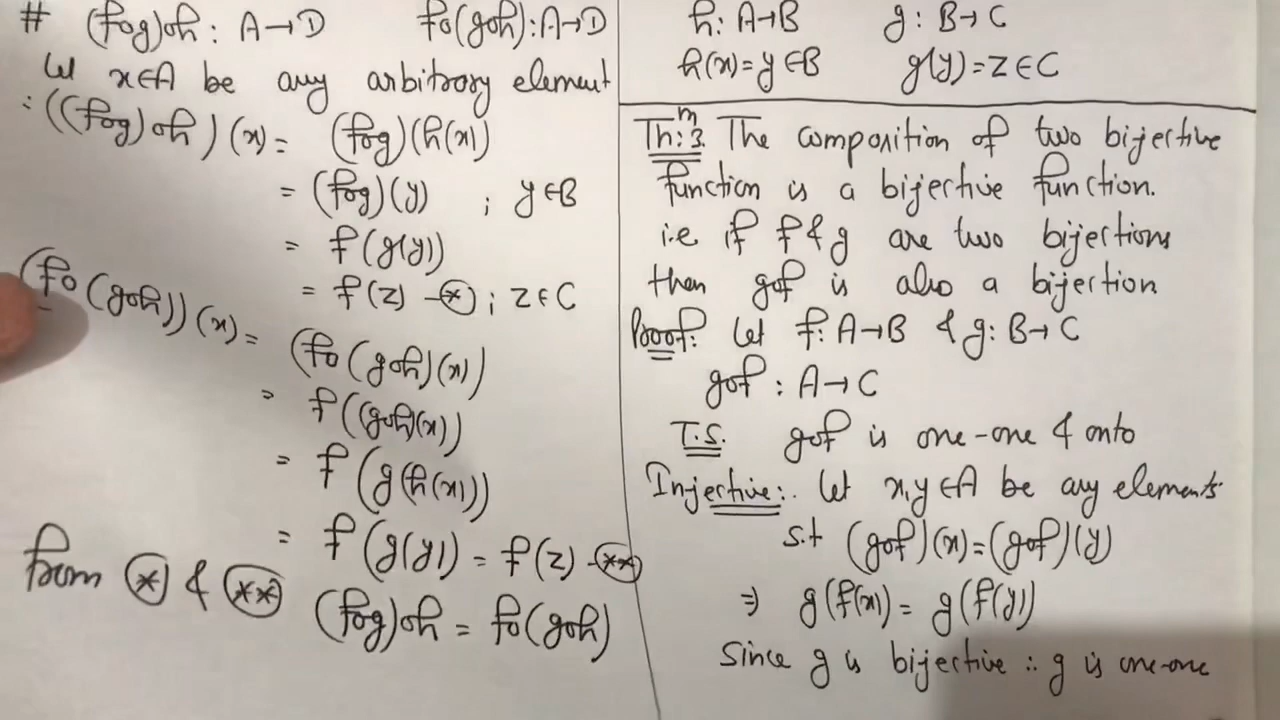 # (fog)oh : A→D fo(goh):A→D
Let x∈A be any arbitrary element
∴ ((fog)oh)(x) = (fog)(h(x))
= (fog)(y) ; y∈B
= f(g(y))
= f(z) -⊛ ; z∈C
(fo(goh))(x) = (fo(goh)(x)
= f((goh)(x))
= f(g(h(x)))
= f(g(y)) = f(z) -(**)
from (*) & (**)
(fog)oh = fo(goh)
h: A→B g: B→C
h(x)=y∈B g(y)=z∈C
Thm:3. The composition of two bijective
function is a bijective function.
i.e if f & g are two bijections
then gof is also a bijection
Proof: Let f: A→B & g: B→C
gof : A→C
T.S. gof is one-one & onto
Injective:. Let x,y∈A be any elements
s.t (gof)(x)=(gof)(y)
⇒ g(f(x)) = g(f(y))
Since g is bijective ∴ g is one-one